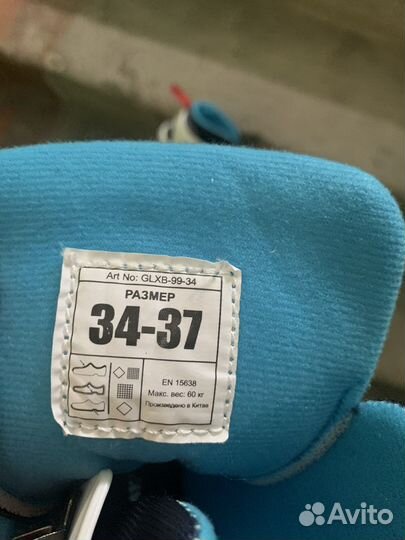 Art No: GLXB-99-34
РАЗМЕР
34-37
EN 15638
Макс. вес: 60 кг
Произведено в Китае
Avito